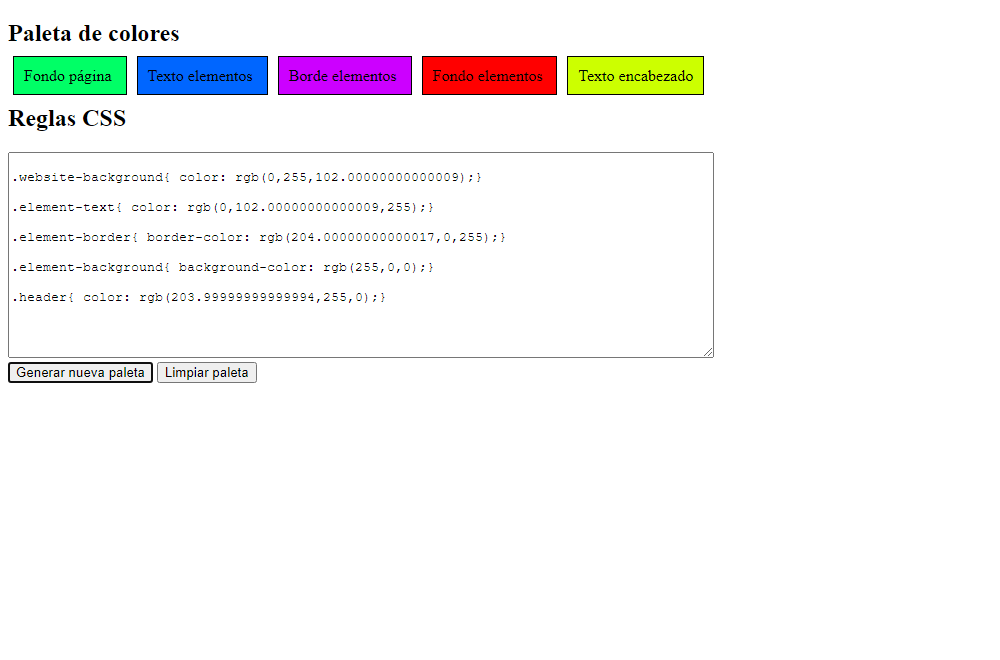 Paleta de colores
Fondo página Texto elementos Borde elementos Fondo elementos Texto encabezado
Reglas CSS
.website-background{ color: rgb(0,255,102.00000000000009);}
.element-text{ color: rgb(0,102.00000000000009,255);}
.element-border{ border-color: rgb(204.00000000000017,0,255);}
.element-background{ background-color: rgb(255,0,0);}
.header{ color: rgb(203.99999999999994,255,0);}
Generar nueva paleta Limpiar paleta